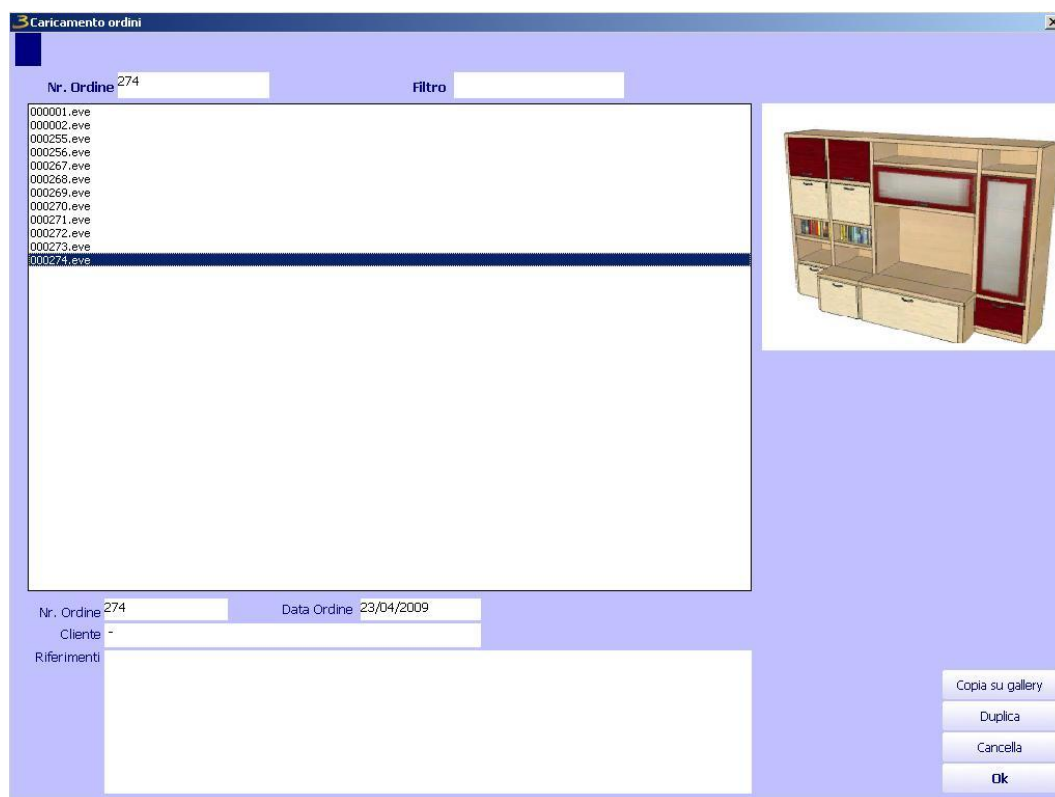 3 Caricamento ordini
Nr. Ordine 274 Filtro
000001.eve
000002.eve
000255.eve
000256.eve
000267.eve
000268.eve
000269.eve
000270.eve
000271.eve
000272.eve
000273.eve
000274.eve
Nr. Ordine 274 Data Ordine 23/04/2009
Cliente -
Riferimenti
Copia su gallery
Duplica
Cancella
Ok